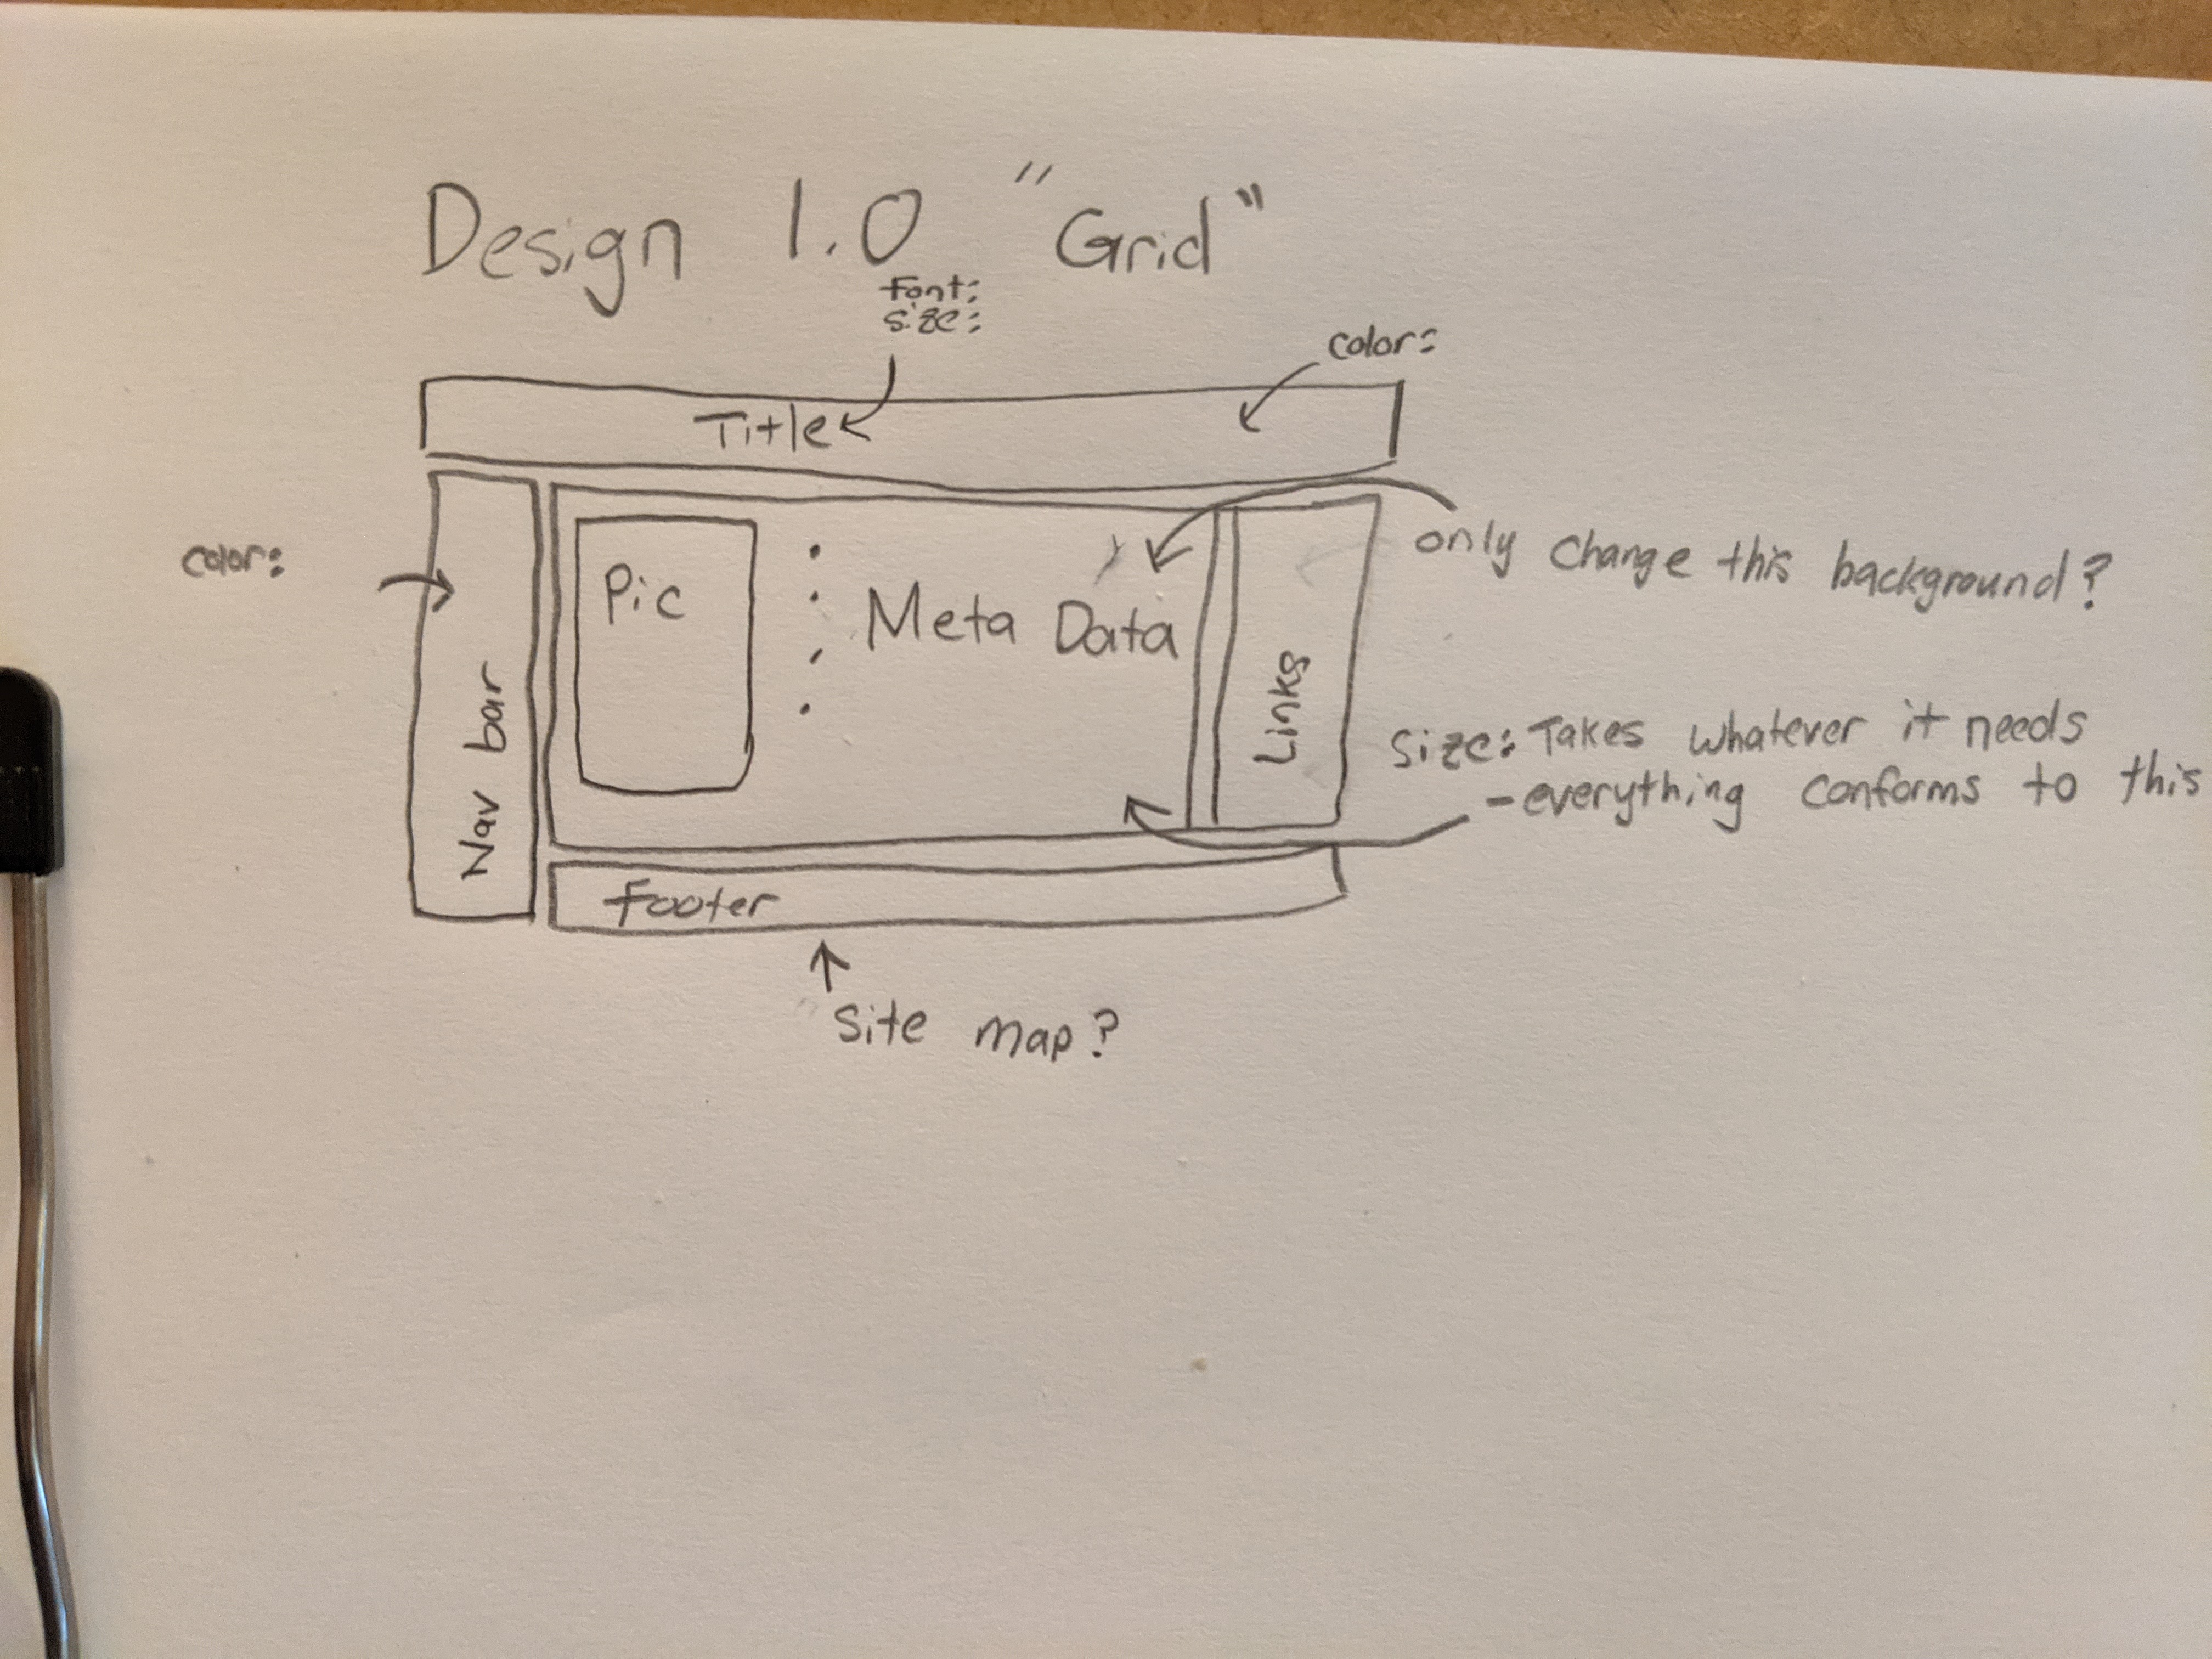 Design 1.0 "Grid"
font:
size:
color:
Title
color:
only change this background?
Pic
Meta Data
Nav bar
Links
Size: Takes whatever it needs
- everything conforms to this
Footer
site map?